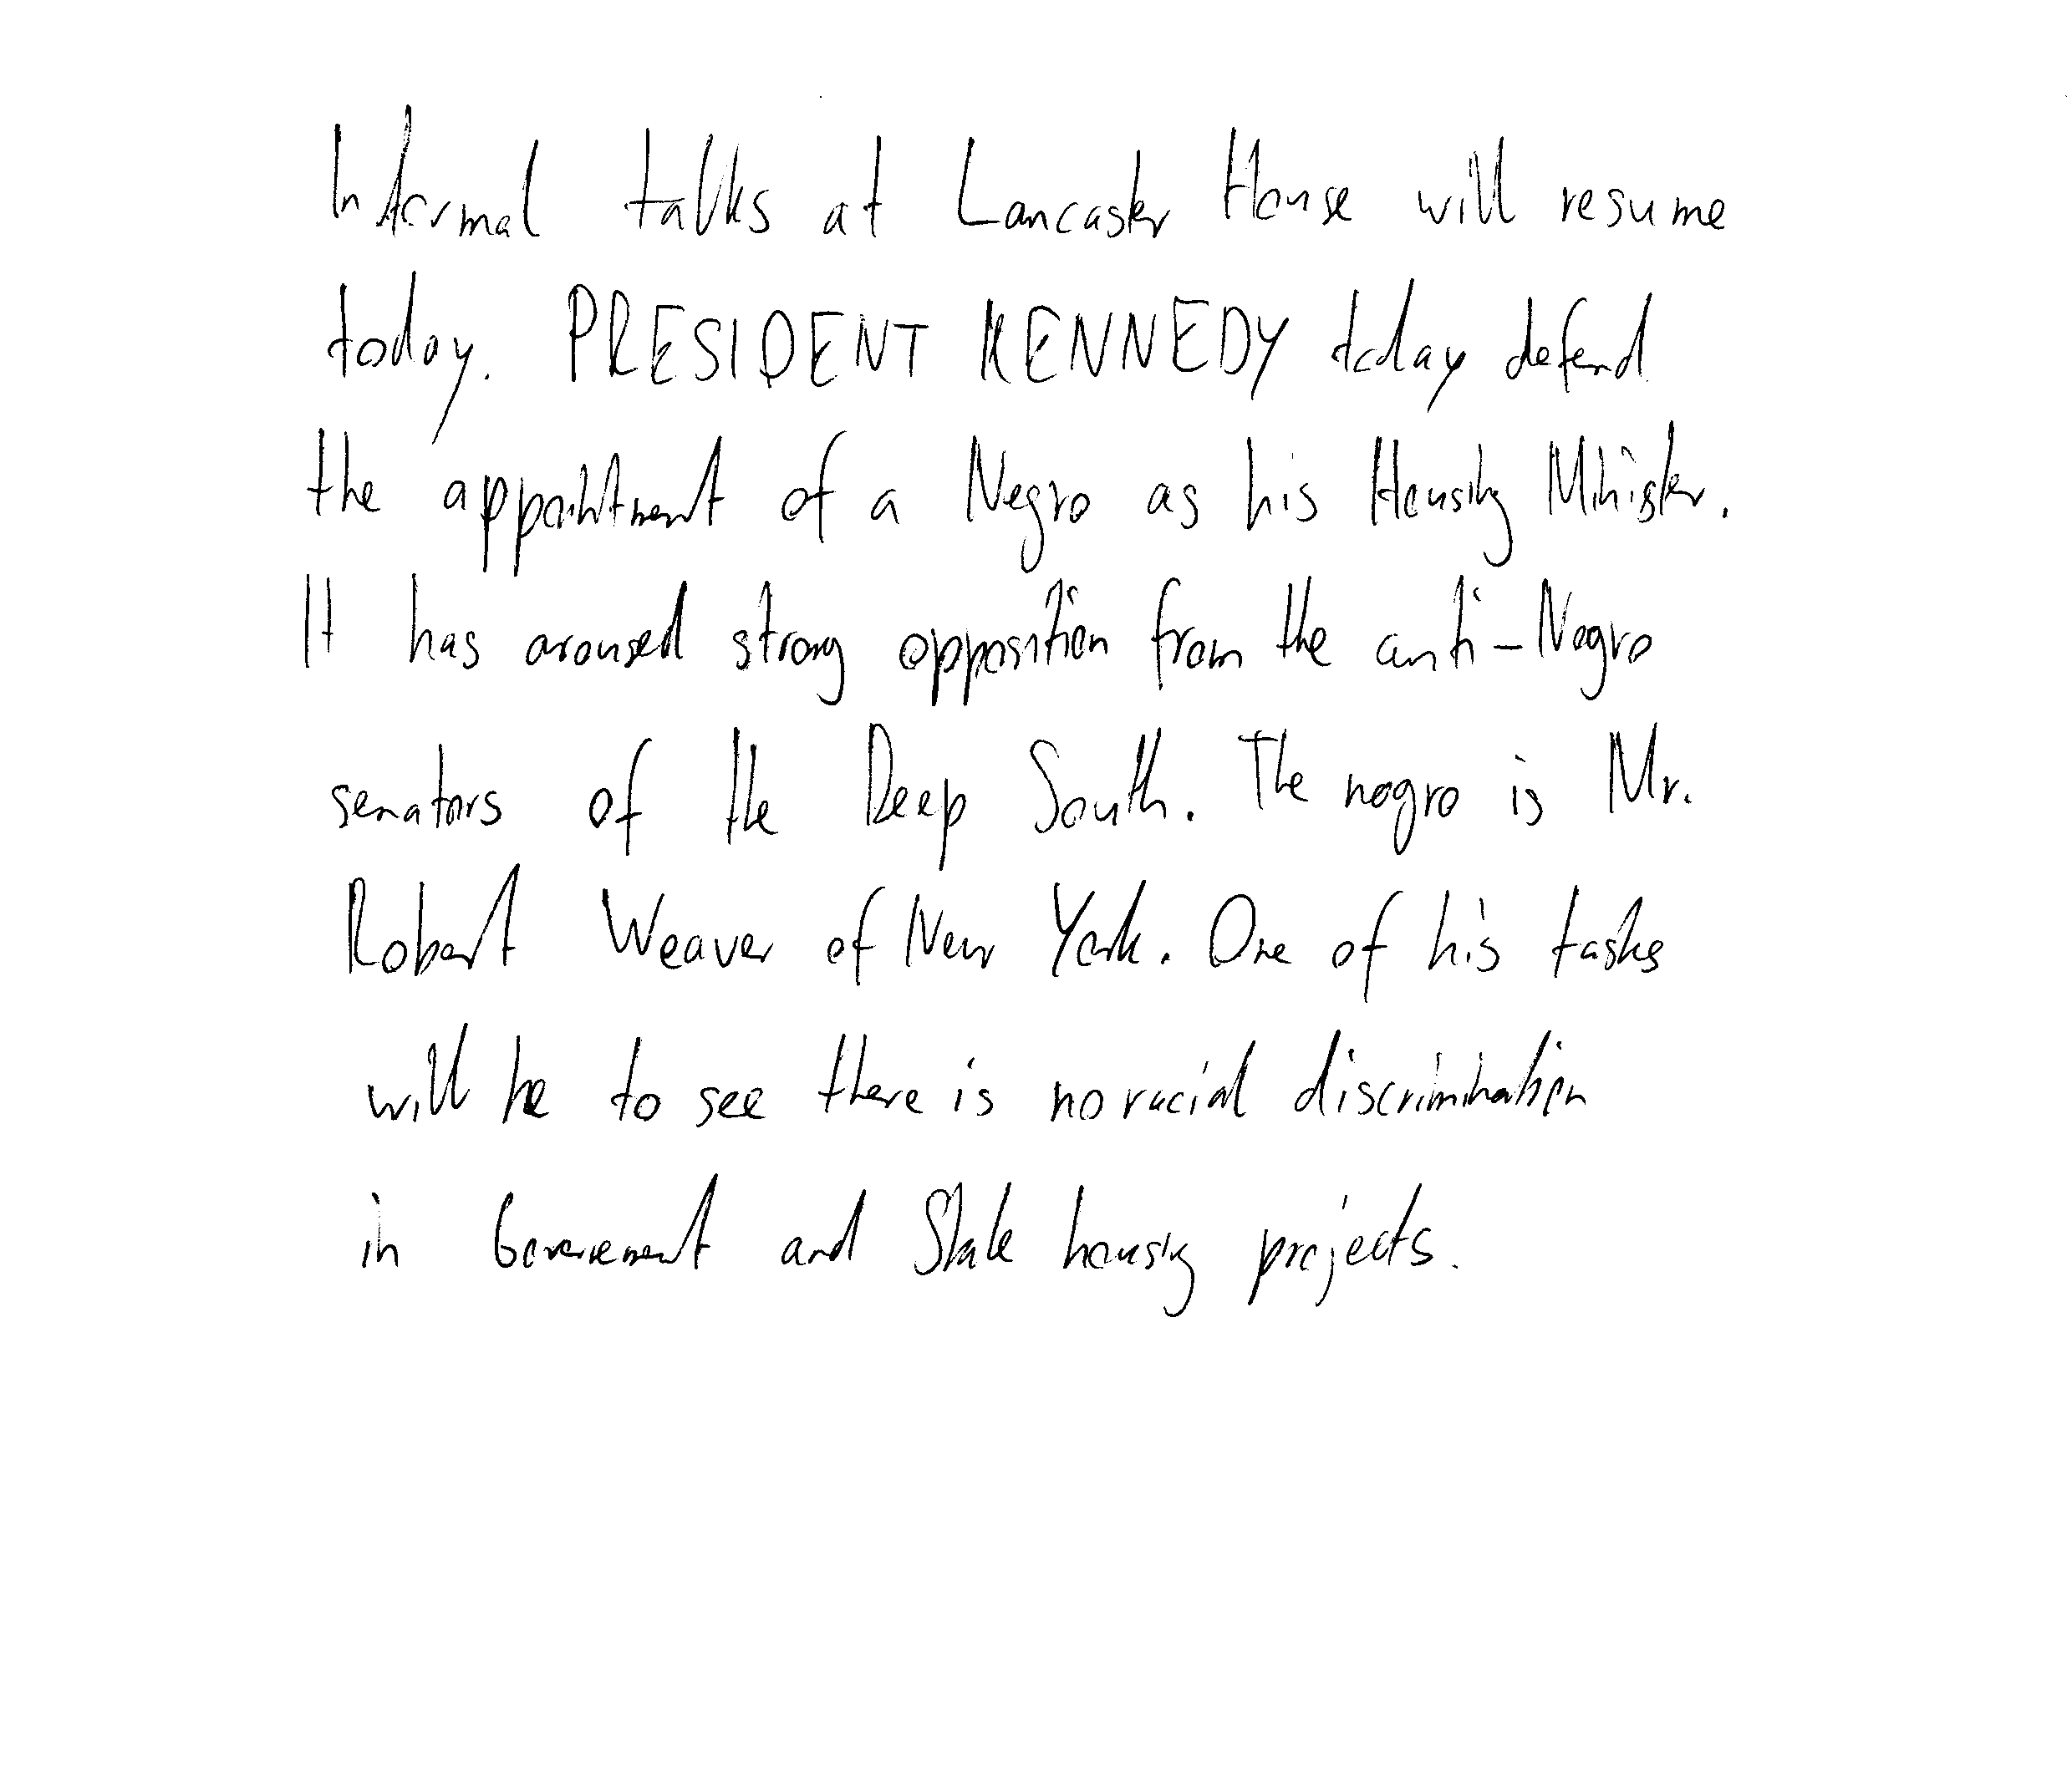 Informal talks at Lancaster House will resume
today. PRESIDENT KENNEDY today defend
the appointment of a Negro as his Housing Minister.
It has aroused strong opposition from the anti-Negro
senators of the Deep South. The negro is Mr.
Robert Weaver of New York. One of his tasks
will be to see there is no racial discrimination
in Government and State housing projects.